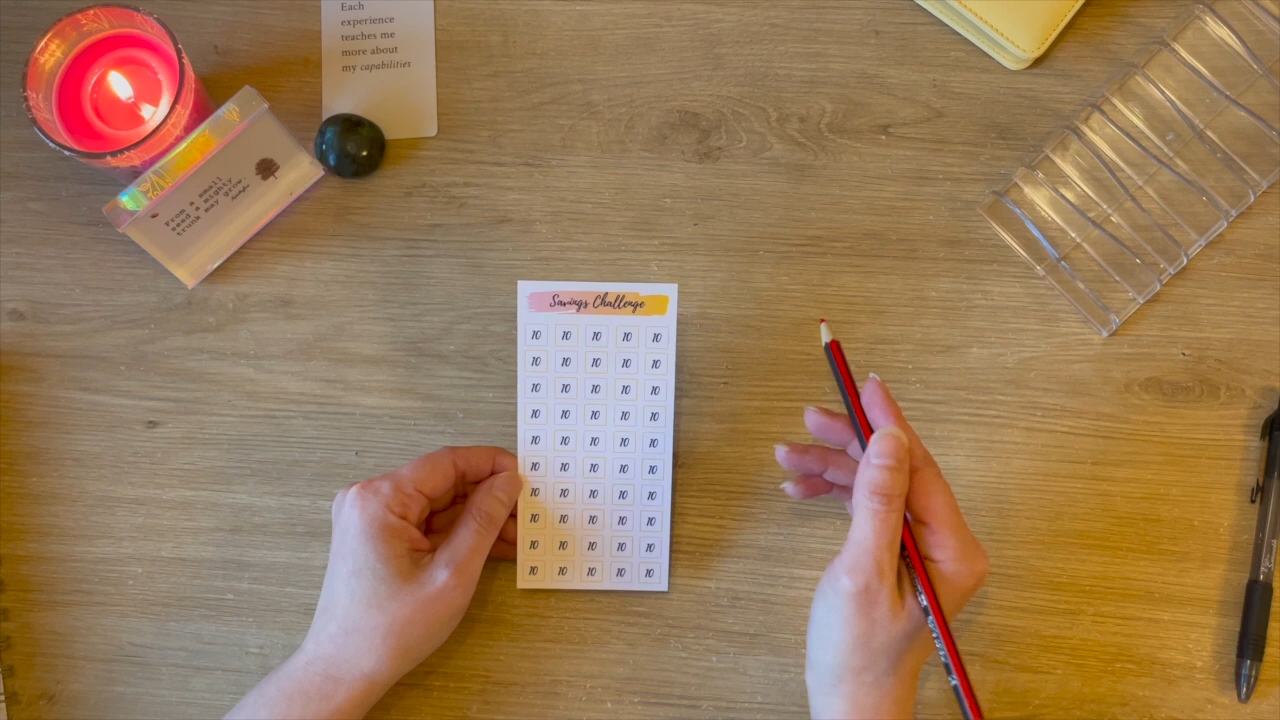 Each
experience
teaches me
more about
my capabilities
From a small
seed a mighty
trunk may grow.
Savings Challenge
10 10 10 10 10
10 10 10 10 10
10 10 10 10 10
10 10 10 10 10
10 10 10 10 10
10 10 10 10 10
10 10 10 10 10
10 10 10 10 10
10 10 10 10 10
10 10 10 10 10